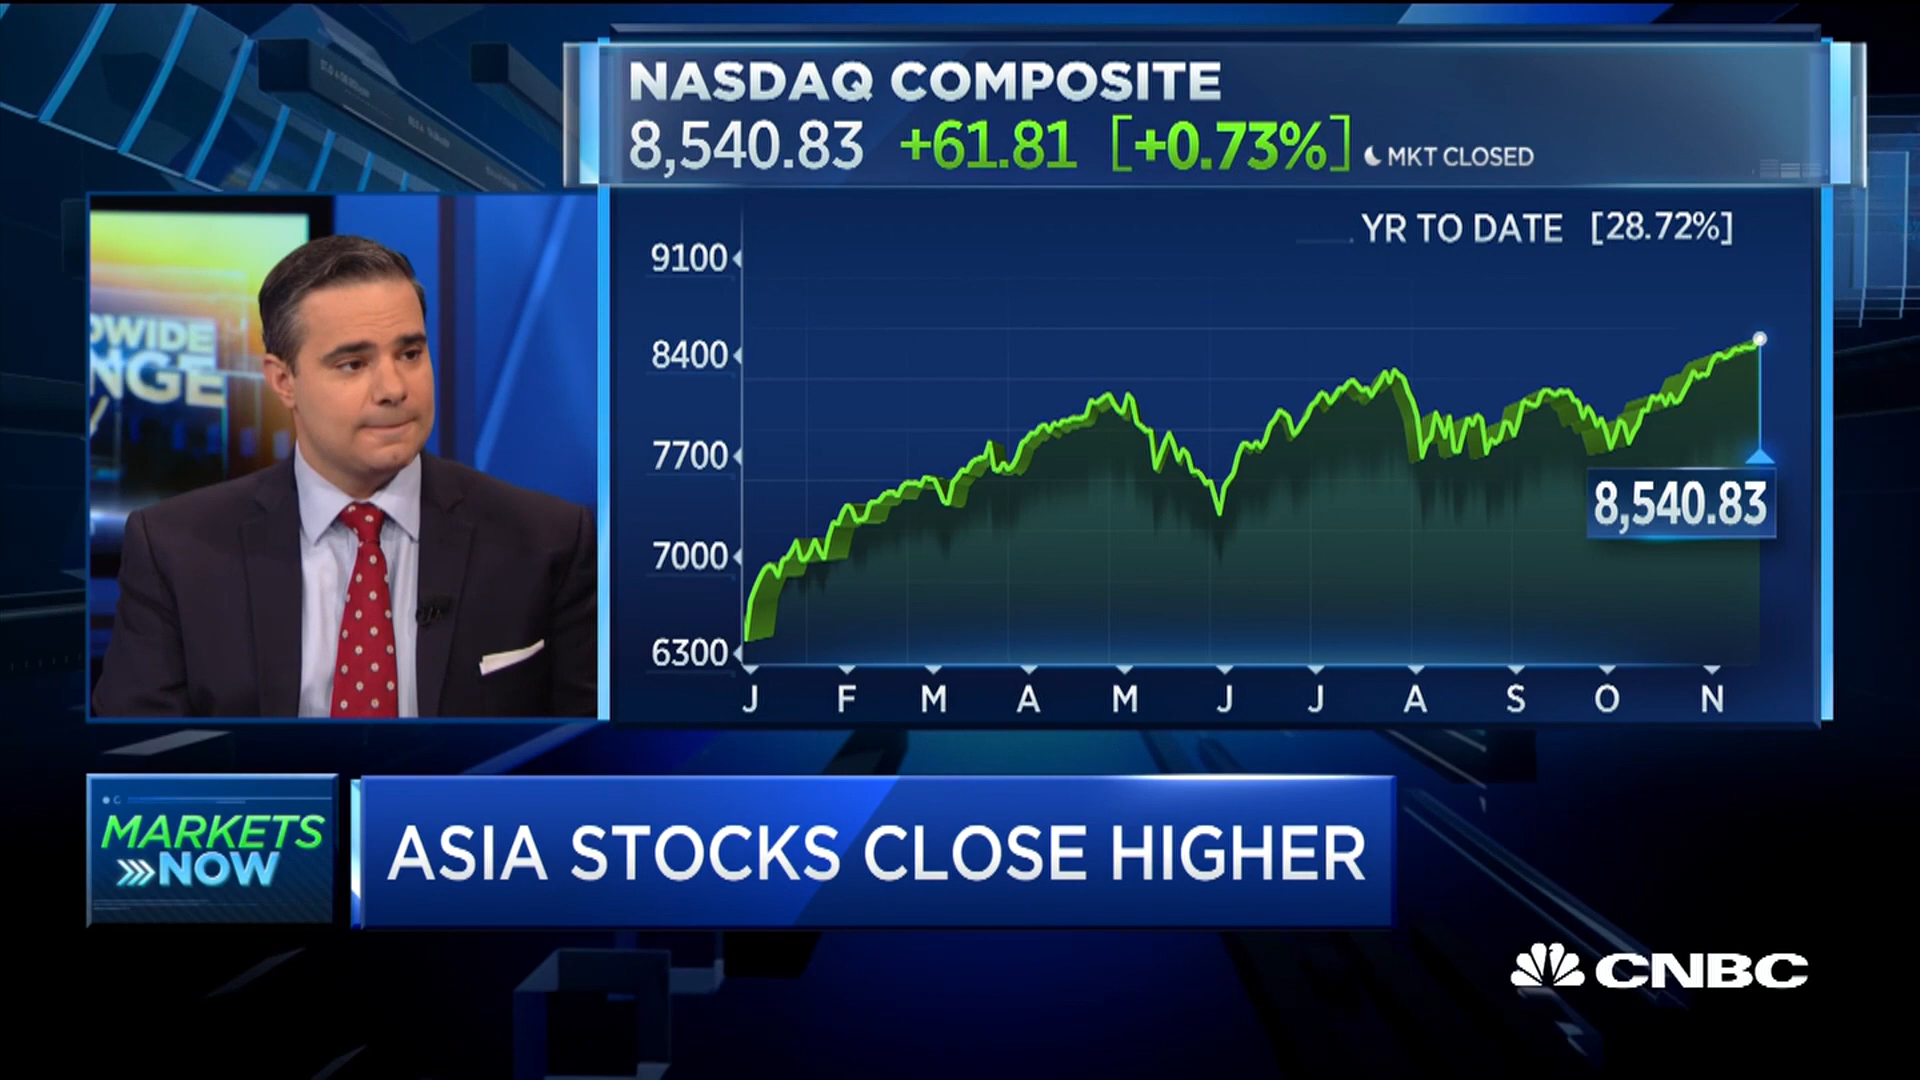 NASDAQ COMPOSITE
8,540.83 +61.81 [+0.73%] MKT CLOSED
YR TO DATE [28.72%]
9100
8400
7700
7000
6300
8,540.83
J F M A M J J A S O N
DWIDE
NGE
MARKETS
NOW
ASIA STOCKS CLOSE HIGHER
CNBC